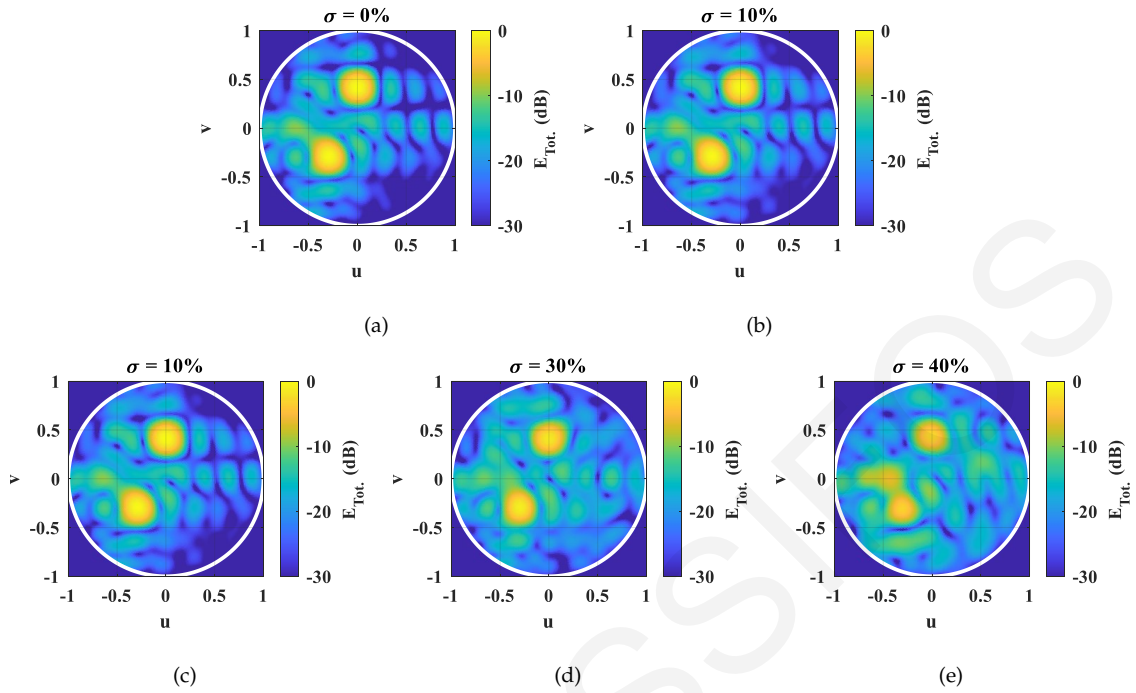 σ = 0%
1
0.5
0
-0.5
-1
v
-1 -0.5 0 0.5 1
u
0
-10
-20
-30
E_Tot. (dB)
(a)
σ = 10%
1
0.5
0
-0.5
-1
v
-1 -0.5 0 0.5 1
u
0
-10
-20
-30
E_Tot. (dB)
(b)
σ = 10%
1
0.5
0
-0.5
-1
v
-1 -0.5 0 0.5 1
u
0
-10
-20
-30
E_Tot. (dB)
(c)
σ = 30%
1
0.5
0
-0.5
-1
v
-1 -0.5 0 0.5 1
u
0
-10
-20
-30
E_Tot. (dB)
(d)
σ = 40%
1
0.5
0
-0.5
-1
v
-1 -0.5 0 0.5 1
u
0
-10
-20
-30
E_Tot. (dB)
(e)